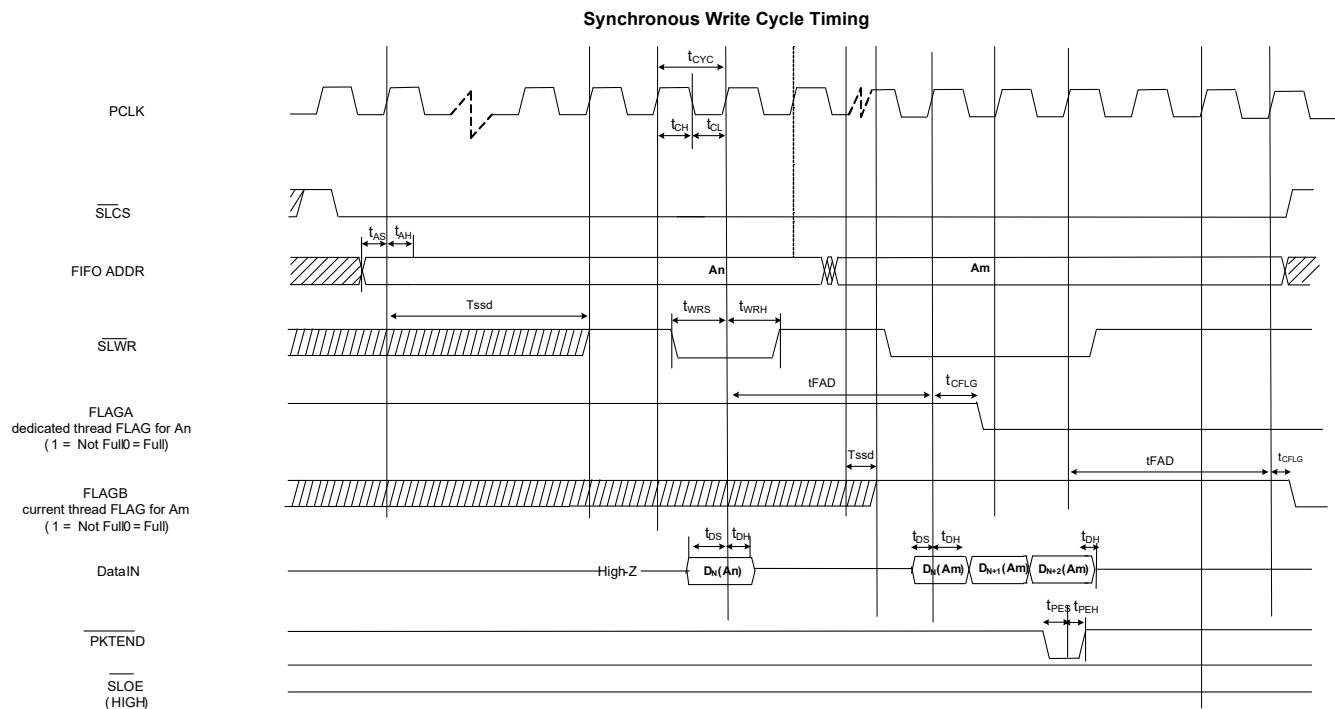 Synchronous Write Cycle Timing
tCYC
PCLK
tCH
tCL
SLCS
tAS
tAH
FIFO ADDR
An
Am
Tssd
tWRS
tWRH
SLWR
tFAD
tCFLG
FLAGA
dedicated thread FLAG for An
( 1 = Not Full0 = Full)
Tssd
tFAD
tCFLG
FLAGB
current thread FLAG for Am
( 1 = Not Full0 = Full)
tDS
tDH
tDS
tDH
tDH
DataIN
High-Z
DN(An)
DN(Am)
DN+1(Am)
DN+2(Am)
tPES
tPEH
PKTEND
SLOE
(HIGH)